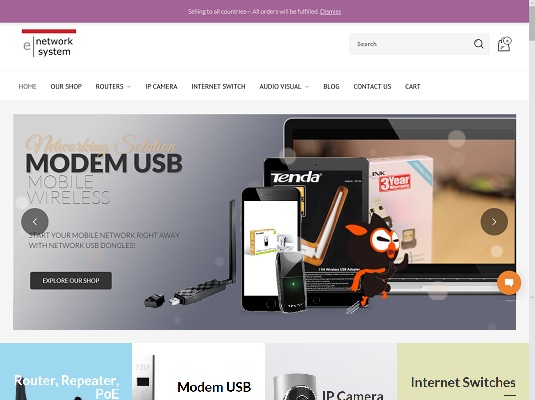 Selling to all countries— All orders will be fulfilled. Dismiss
e network
system
Search
0
HOME
OUR SHOP
ROUTERS
IP CAMERA
INTERNET SWITCH
AUDIO VISUAL
BLOG
CONTACT US
CART
Networking Solution
MODEM USB
MOBILE
WIRELESS
START YOUR MOBILE NETWORK RIGHT AWAY
WITH NETWORK USB DONGLES!
EXPLORE OUR SHOP
Tenda
LINK
3Year
Router, Repeater,
PoE
Modem USB
IP Camera
Internet Switches